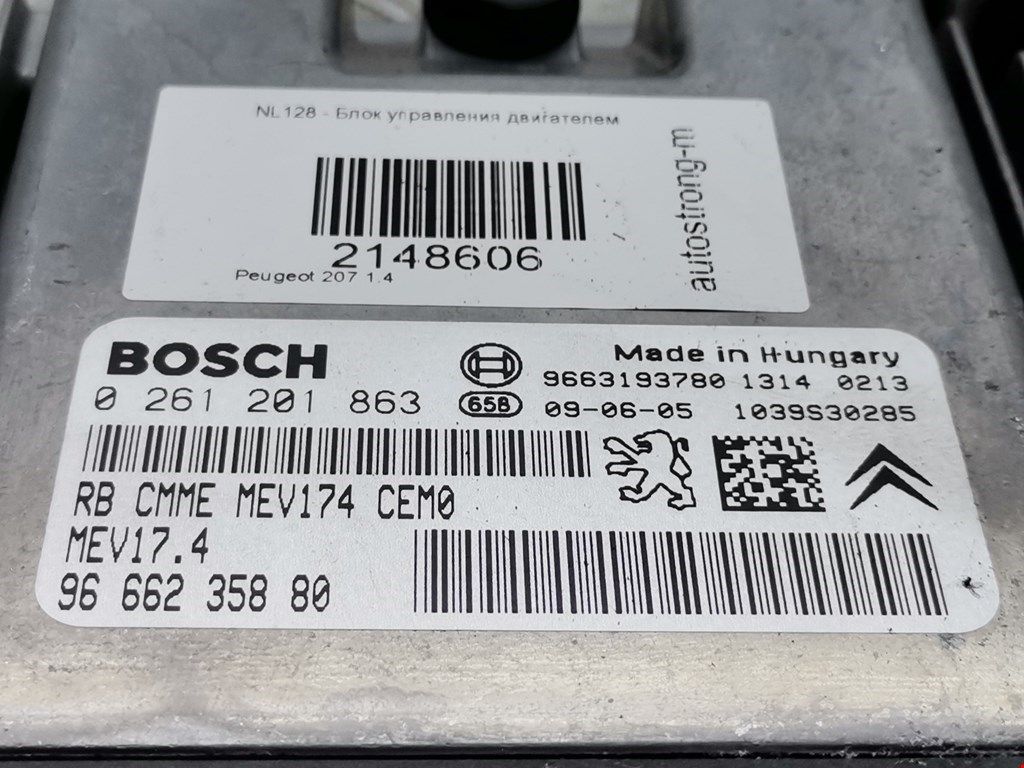 NL128 - Блок управления двигателем
2148606
Peugeot 207 1.4
autostrong-m
BOSCH
Made in Hungary
9663193780 1314 0213
0 261 201 863
65B
09-06-05 1039S30285
RB CMME MEV174 CEM0
MEV17.4
96 662 358 80